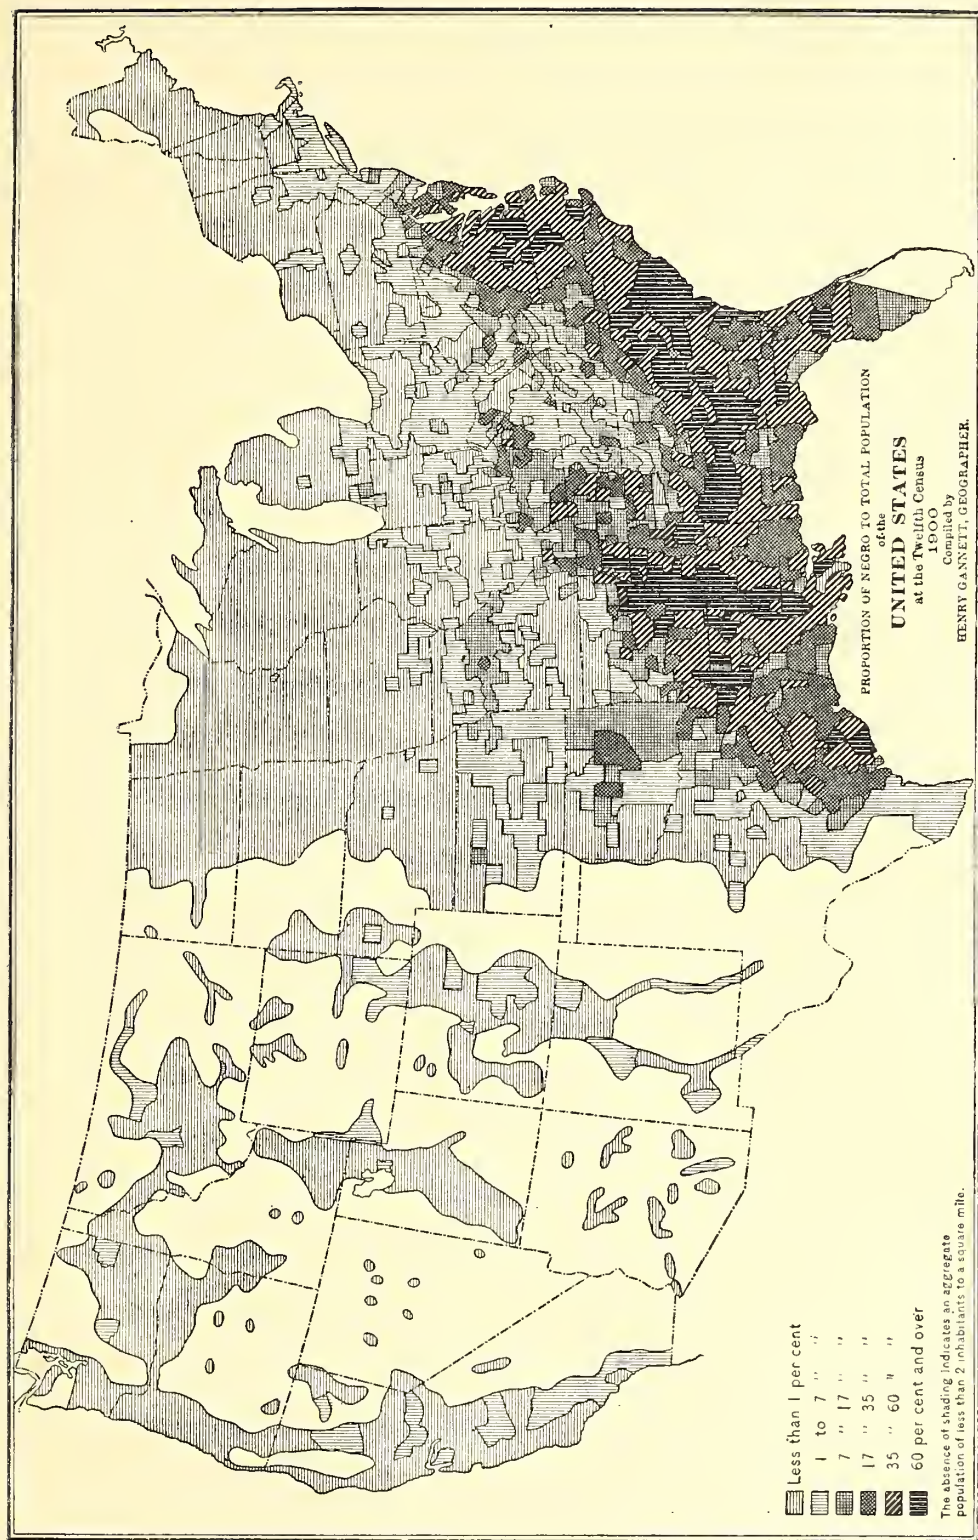 PROPORTION OF NEGRO TO TOTAL POPULATION
of the
UNITED STATES
at the Twelfth Census
1900
Compiled by
HENRY GANNETT, GEOGRAPHER.
Less than 1 per cent
1 to 7 " "
7 " 17 " "
17 " 35 " "
35 " 60 " "
60 per cent and over
The absence of shading indicates an aggregate
population of less than 2 inhabitants to a square mile.